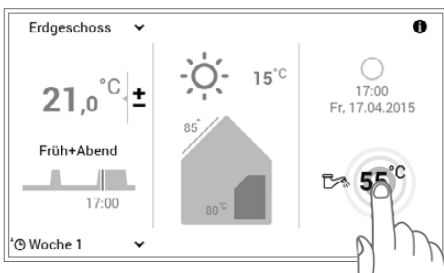 Erdgeschoss
21,0 °C ±
Früh+Abend
17:00
Woche 1
15°C
85°
80 °C
17:00
Fr, 17.04.2015
55°C